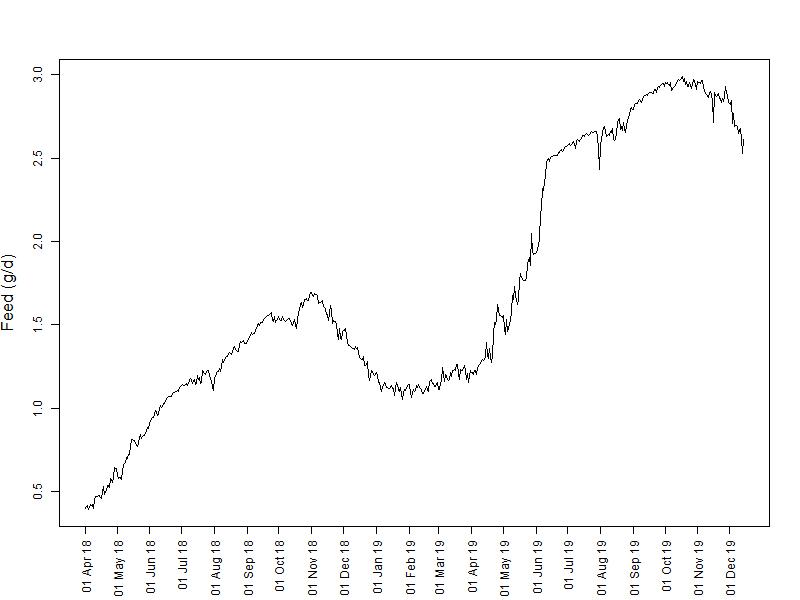 Feed (g/d)
3.0
2.5
2.0
1.5
1.0
0.5
01 Apr 18
01 May 18
01 Jun 18
01 Jul 18
01 Aug 18
01 Sep 18
01 Oct 18
01 Nov 18
01 Dec 18
01 Jan 19
01 Feb 19
01 Mar 19
01 Apr 19
01 May 19
01 Jun 19
01 Jul 19
01 Aug 19
01 Sep 19
01 Oct 19
01 Nov 19
01 Dec 19